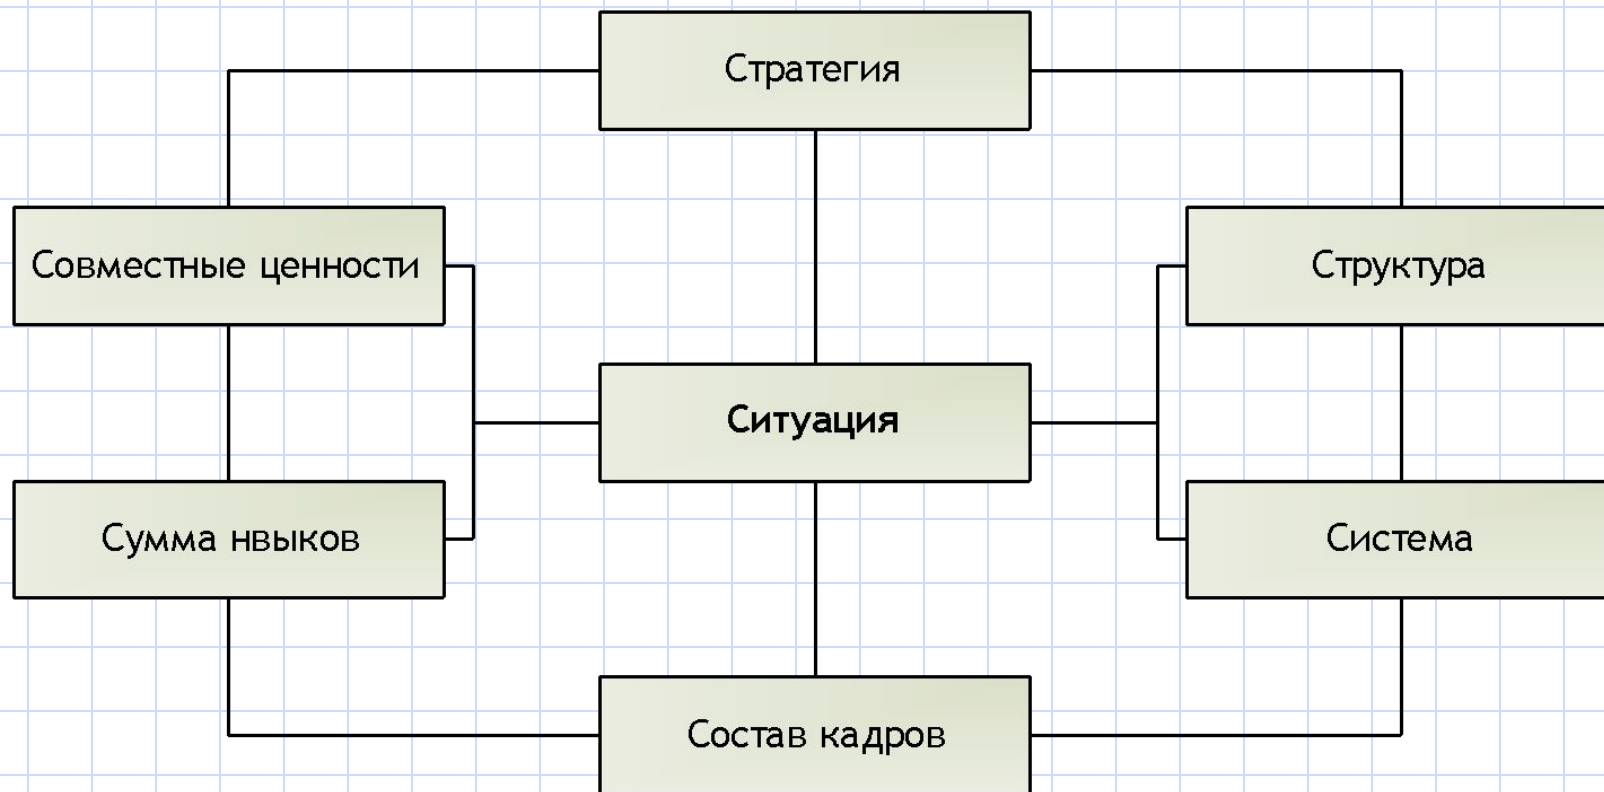 Стратегия
Совместные ценности
Структура
Ситуация
Сумма нвыков
Система
Состав кадров